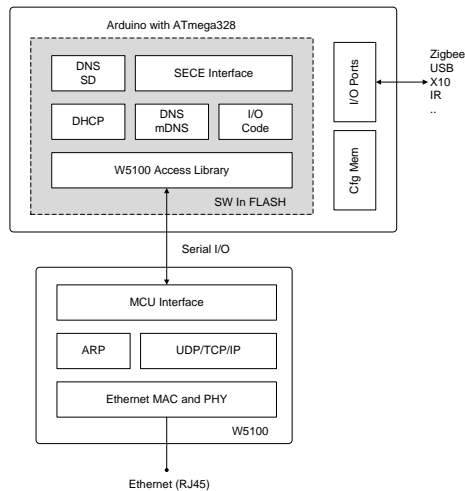 Arduino with ATmega328
DNS
SD
SECE Interface
I/O Ports
Zigbee
USB
X10
IR
..
DHCP
DNS
mDNS
I/O
Code
Cfg Mem
W5100 Access Library
SW In FLASH
Serial I/O
MCU Interface
ARP
UDP/TCP/IP
Ethernet MAC and PHY
W5100
Ethernet (RJ45)